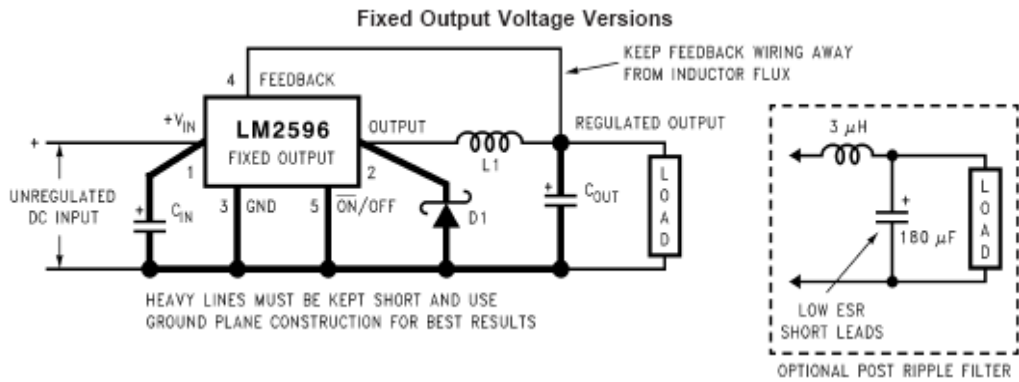 Fixed Output Voltage Versions
KEEP FEEDBACK WIRING AWAY
FROM INDUCTOR FLUX
4 FEEDBACK
+VIN
LM2596
FIXED OUTPUT
OUTPUT
REGULATED OUTPUT
3 μH
+
1
2
L1
UNREGULATED
DC INPUT
+
CIN
3 GND
5 O̅N̅/OFF
D1
+
COUT
LOAD
+
180 μF
LOAD
HEAVY LINES MUST BE KEPT SHORT AND USE
GROUND PLANE CONSTRUCTION FOR BEST RESULTS
LOW ESR
SHORT LEADS
OPTIONAL POST RIPPLE FILTER